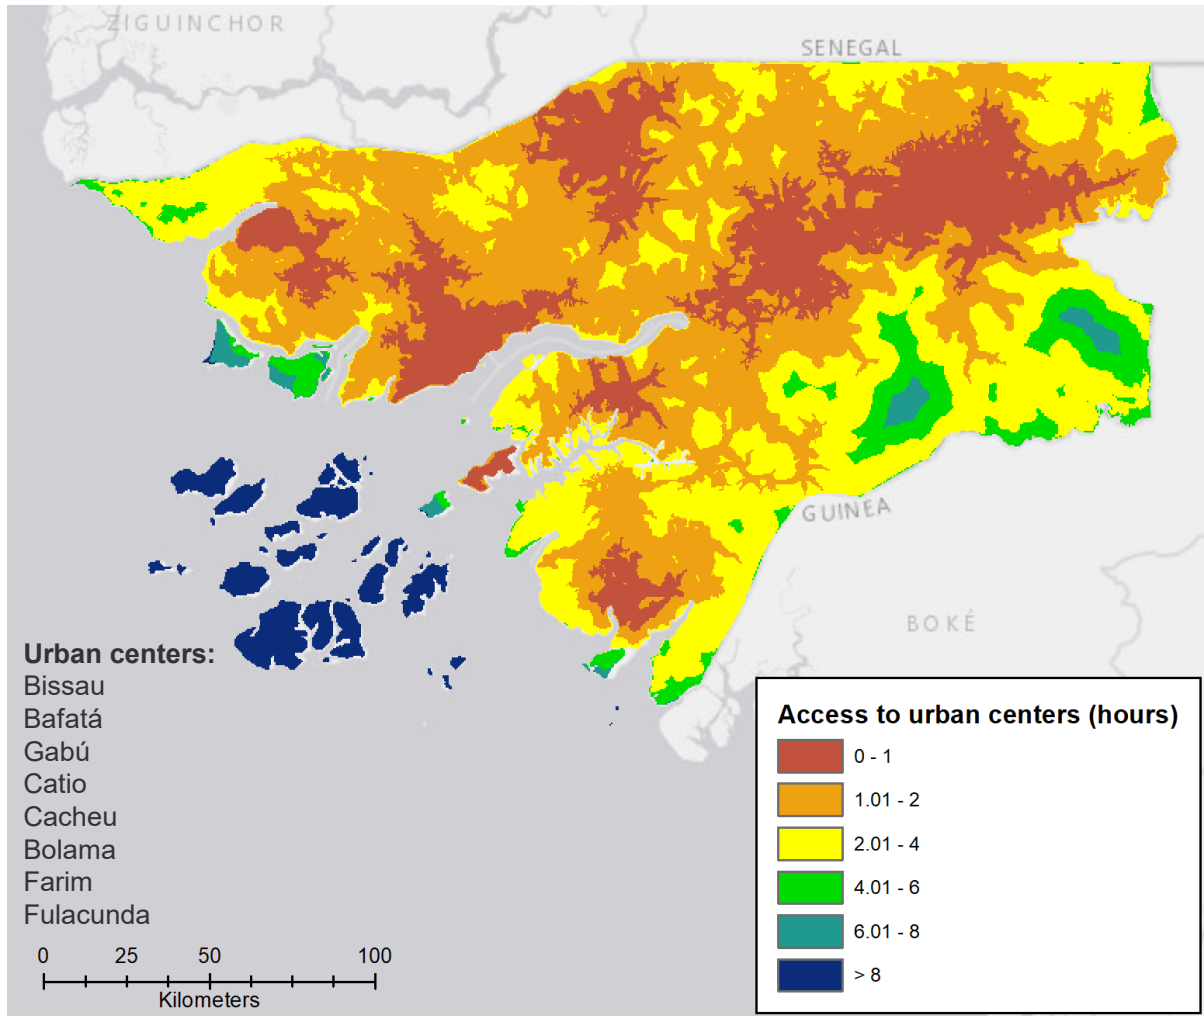 ZIGUINCHOR
SENEGAL
GUINEA
BOKÉ
Urban centers:
Bissau
Bafatá
Gabú
Catio
Cacheu
Bolama
Farim
Fulacunda
0 25 50 100
Kilometers
Access to urban centers (hours)
0 - 1
1.01 - 2
2.01 - 4
4.01 - 6
6.01 - 8
> 8